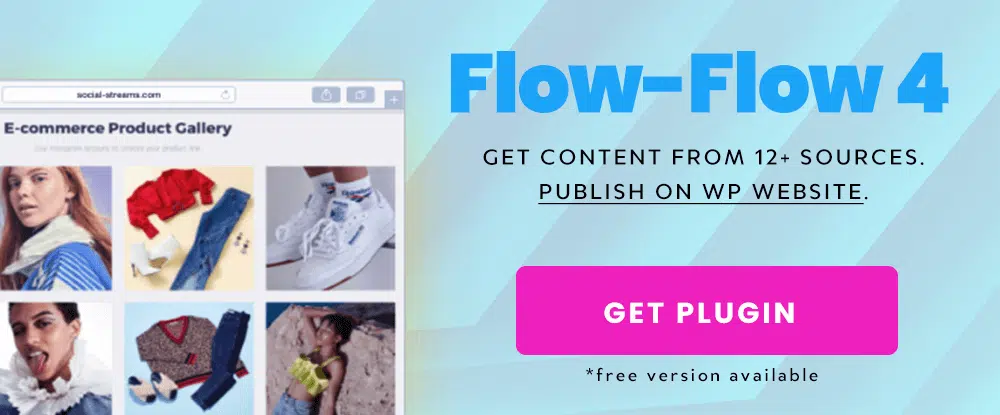 social-streams.com
E-commerce Product Gallery
Flow-Flow 4
GET CONTENT FROM 12+ SOURCES.
PUBLISH ON WP WEBSITE.
GET PLUGIN
*free version available